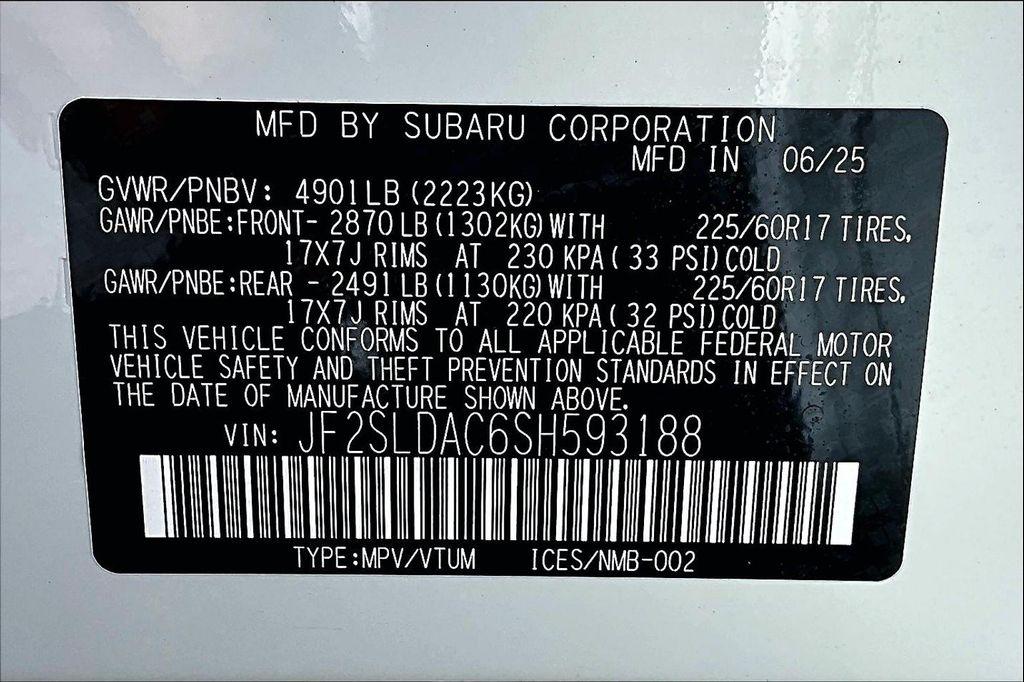 MFD BY SUBARU CORPORATION
MFD IN 06/25
GVWR/PNBV: 4901LB (2223KG)
GAWR/PNBE:FRONT- 2870 LB (1302KG) WITH 225/60R17 TIRES,
17X7J RIMS AT 230 KPA ( 33 PSI) COLD
GAWR/PNBE:REAR - 2491 LB (1130KG) WITH 225/60R17 TIRES,
17X7J RIMS AT 220 KPA ( 32 PSI) COLD
THIS VEHICLE CONFORMS TO ALL APPLICABLE FEDERAL MOTOR
VEHICLE SAFETY AND THEFT PREVENTION STANDARDS IN EFFECT ON
THE DATE OF MANUFACTURE SHOWN ABOVE.
VIN: JF2SLDAC6SH593188
TYPE:MPV/VTUM ICES/NMB-002